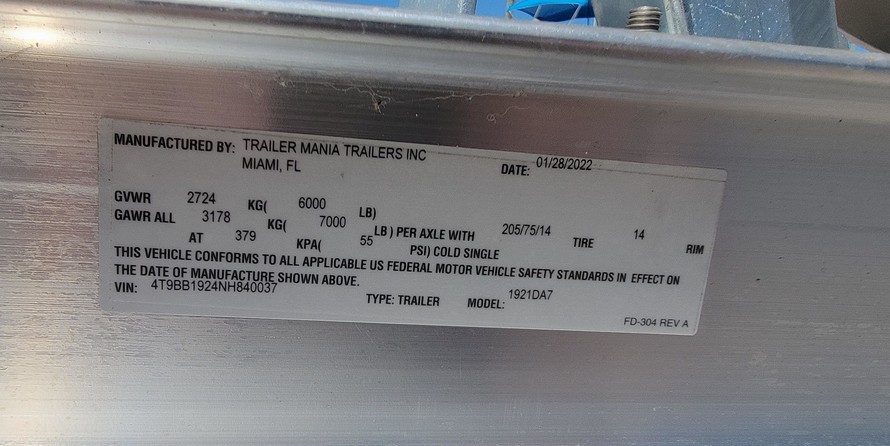 MANUFACTURED BY: TRAILER MANIA TRAILERS INC DATE: 01/28/2022
MIAMI, FL
GVWR 2724 KG( 6000 LB)
GAWR ALL 3178 KG( 7000 LB ) PER AXLE WITH 205/75/14 TIRE 14 RIM
AT 379 KPA( 55 PSI) COLD SINGLE
THIS VEHICLE CONFORMS TO ALL APPLICABLE US FEDERAL MOTOR VEHICLE SAFETY STANDARDS IN EFFECT ON
THE DATE OF MANUFACTURE SHOWN ABOVE.
VIN: 4T9BB1924NH840037 TYPE: TRAILER MODEL: 1921DA7
FD-304 REV A